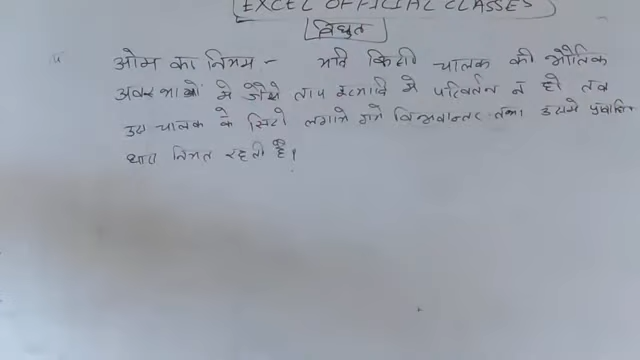 EXCEL OFFICIAL CLASSES
विद्युत
ओम का नियम :- यदि किसी चालक की भौतिक
अवस्थाओ मे जैसे ताप इत्यादि मे परिवर्तन न हो तब
उस चालक के सिरो लगाये गये विभवान्तर तथा उसमे प्रवाहित
धारा नियत रहती है।